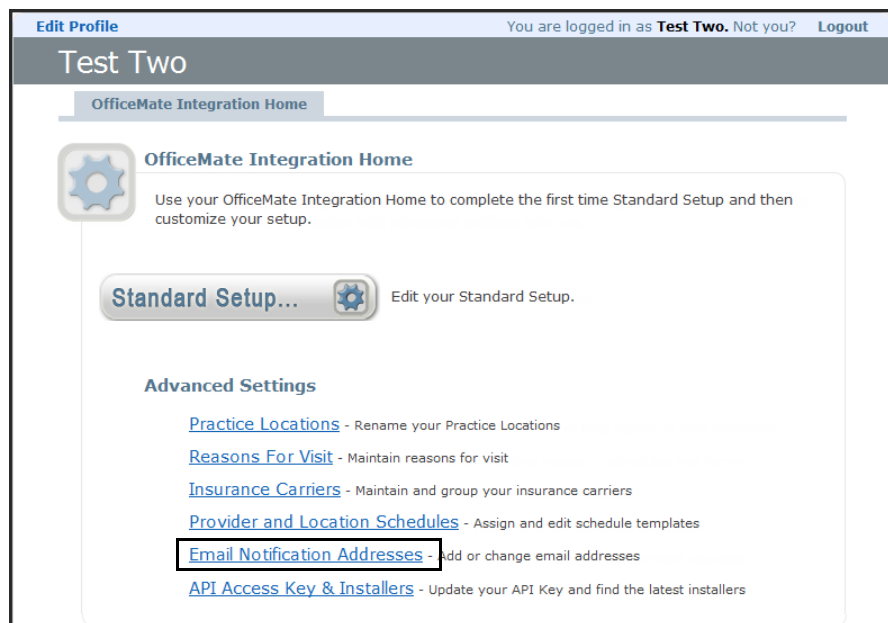 Edit Profile You are logged in as Test Two. Not you? Logout
Test Two
OfficeMate Integration Home
OfficeMate Integration Home
Use your OfficeMate Integration Home to complete the first time Standard Setup and then
customize your setup.
Standard Setup... Edit your Standard Setup.
Advanced Settings
Practice Locations - Rename your Practice Locations
Reasons For Visit - Maintain reasons for visit
Insurance Carriers - Maintain and group your insurance carriers
Provider and Location Schedules - Assign and edit schedule templates
Email Notification Addresses - Add or change email addresses
API Access Key & Installers - Update your API Key and find the latest installers